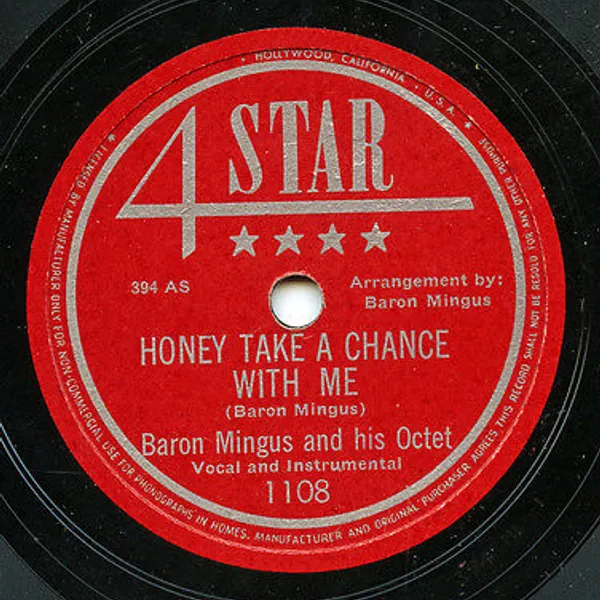 HOLLYWOOD, CALIFORNIA • U.S.A.
4 STAR
394 AS
Arrangement by:
Baron Mingus
HONEY TAKE A CHANCE
WITH ME
(Baron Mingus)
Baron Mingus and his Octet
Vocal and Instrumental
1108
LICENSED BY MANUFACTURER ONLY FOR NON-COMMERCIAL USE FOR PHONOGRAPHS IN HOMES. MANUFACTURER AND ORIGINAL PURCHASER AGREES THIS RECORD SHALL NOT BE RESOLD FOR ANY OTHER PURPOSE